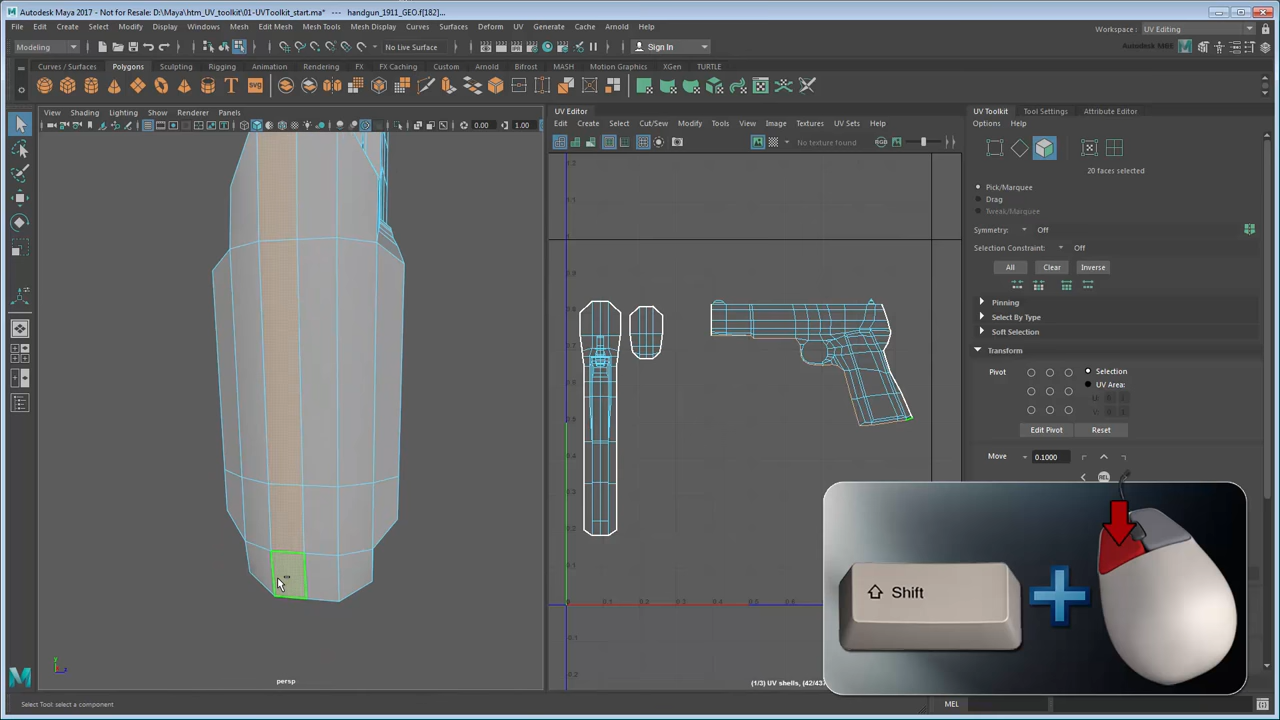 Autodesk Maya 2017 - Not for Resale: D:\Maya\htm_UV_toolkit\01-UVToolkit_start.ma* --- handgun_1911_GEO.f[182]...
File Edit Create Select Modify Display Windows Mesh Edit Mesh Mesh Tools Mesh Display Curves Surfaces Deform UV Generate Cache Arnold Help
Workspace : UV Editing
Modeling No Live Surface Sign In Autodesk MIBE
Curves / Surfaces Polygons Sculpting Rigging Animation Rendering FX FX Caching Custom Arnold Bifrost MASH Motion Graphics XGen TURTLE
SVG
View Shading Lighting Show Renderer Panels
0.00 1.00
persp
UV Editor
Edit Create Select Cut/Sew Modify Tools View Image Textures UV Sets Help
No texture found RGB
(1/3) UV shells,
UV Toolkit Tool Settings Attribute Editor
Options Help
20 faces selected
Pick/Marquee
Drag
Tweak/Marquee
Symmetry: Off
Selection Constraint: Off
All Clear Inverse
Pinning
Select By Type
Soft Selection
Transform
Pivot Selection
UV Area:
U:
V:
Edit Pivot Reset
Move 0.1000
REL
Shift
Select Tool: select a component
MEL